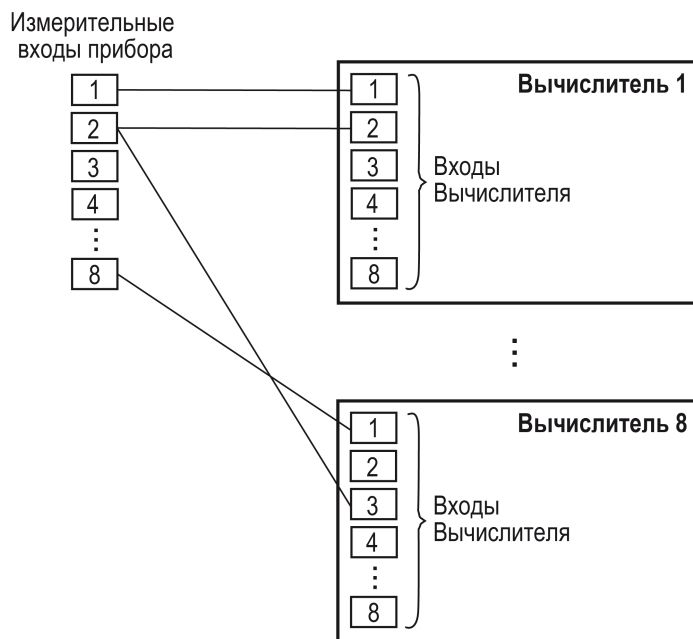 Измерительные
входы прибора
1
2
3
4
⋮
8
Вычислитель 1
1
2
3
4
⋮
8
Входы
Вычислителя
⋮
Вычислитель 8
1
2
3
4
⋮
8
Входы
Вычислителя